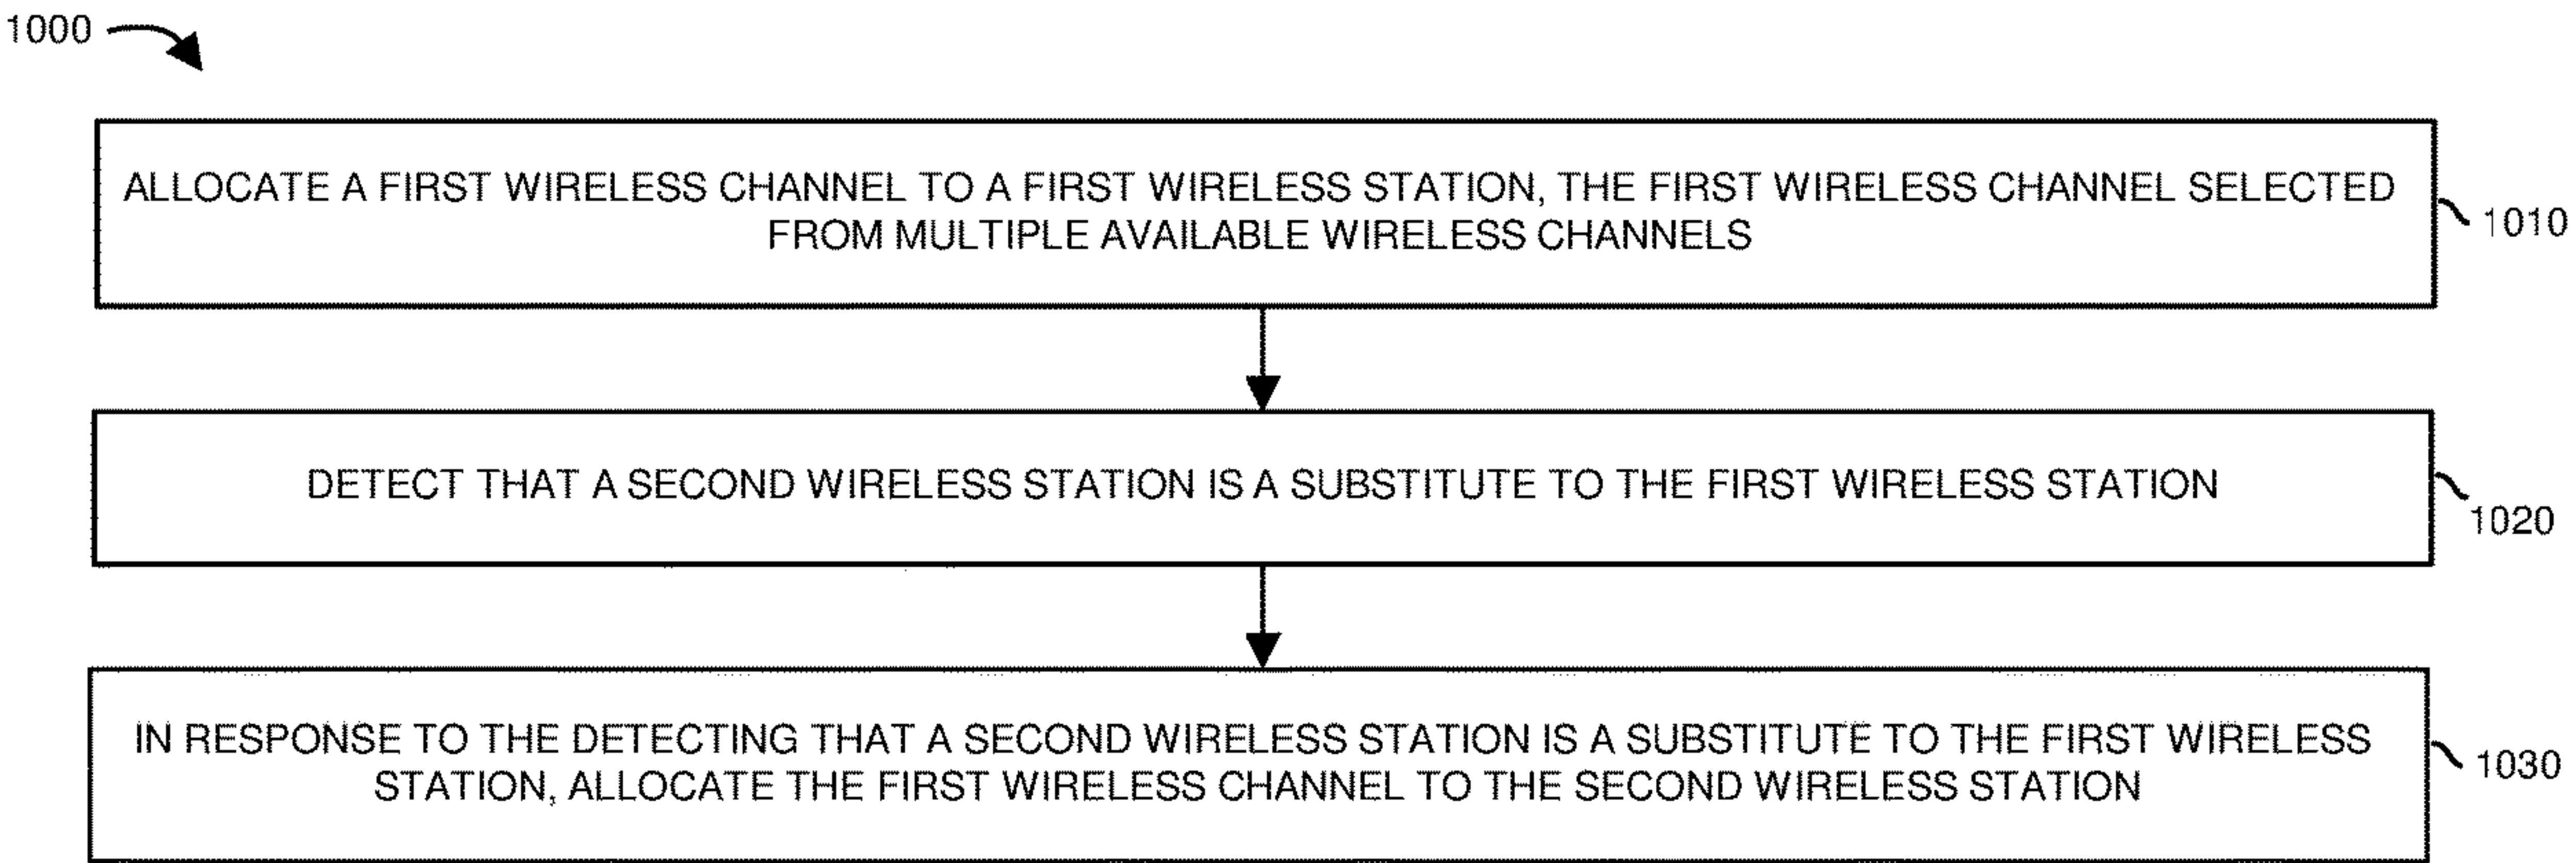 1000
ALLOCATE A FIRST WIRELESS CHANNEL TO A FIRST WIRELESS STATION, THE FIRST WIRELESS CHANNEL SELECTED
FROM MULTIPLE AVAILABLE WIRELESS CHANNELS
1010
DETECT THAT A SECOND WIRELESS STATION IS A SUBSTITUTE TO THE FIRST WIRELESS STATION
1020
IN RESPONSE TO THE DETECTING THAT A SECOND WIRELESS STATION IS A SUBSTITUTE TO THE FIRST WIRELESS
STATION, ALLOCATE THE FIRST WIRELESS CHANNEL TO THE SECOND WIRELESS STATION
1030